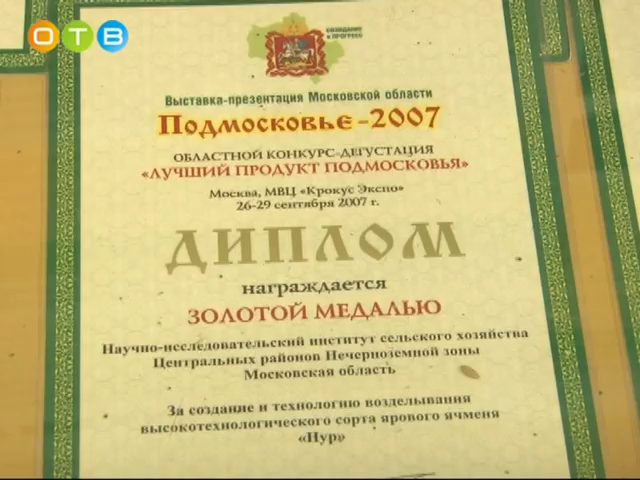 ОТВ
СОЗИДАНИЕ
и ПРОГРЕСС
Выставка-презентация Московской области
Подмосковье-2007
ОБЛАСТНОЙ КОНКУРС-ДЕГУСТАЦИЯ
«ЛУЧШИЙ ПРОДУКТ ПОДМОСКОВЬЯ»
Москва, МВЦ «Крокус Экспо»
26-29 сентября 2007 г.
ДИПЛОМ
награждается
ЗОЛОТОЙ МЕДАЛЬЮ
Научно-исследовательский институт сельского хозяйства
Центральных районов Нечерноземной зоны
Московская область
За создание и технологию возделывания
высокотехнологического сорта ярового ячменя
«Нур»